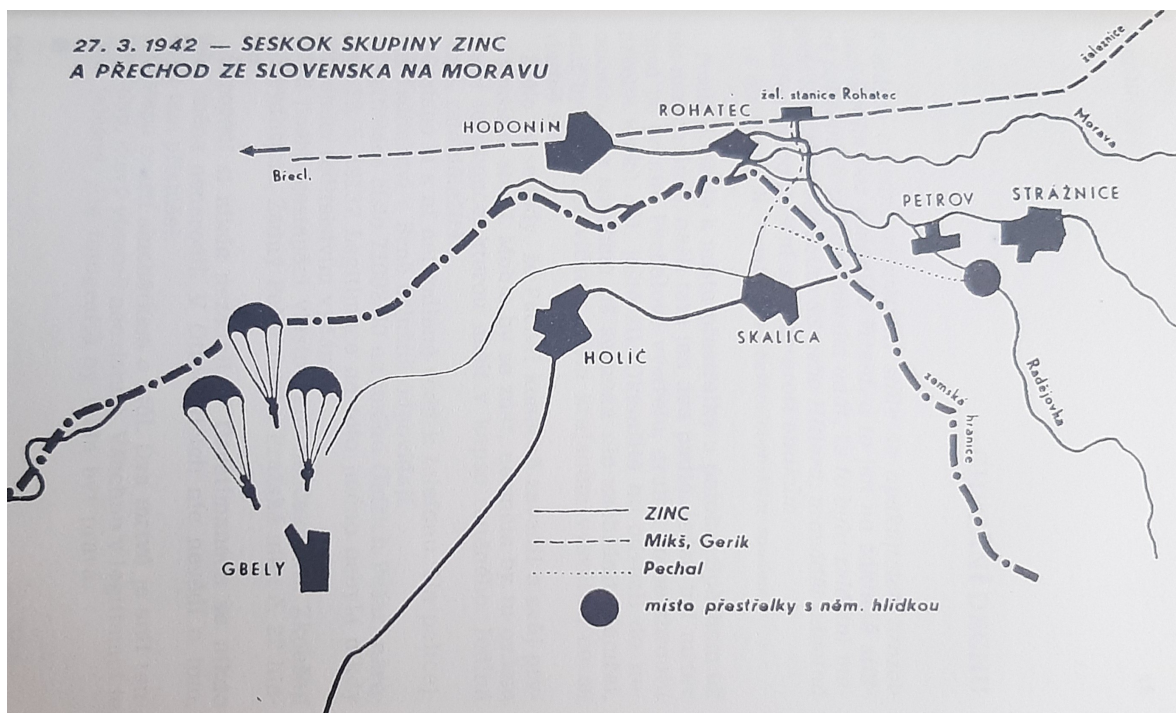 27. 3. 1942 — SESKOK SKUPINY ZINC
A PŘECHOD ZE SLOVENSKA NA MORAVU
železnice
žel. stanice Rohatec
ROHATEC
HODONÍN
Morava
Břecl.
PETROV
STRÁŽNICE
SKALICA
HOLÍČ
Radějovka
zemská
hranice
GBELY
ZINC
Mikš, Gerik
Pechal
místo přestřelky s něm. hlídkou